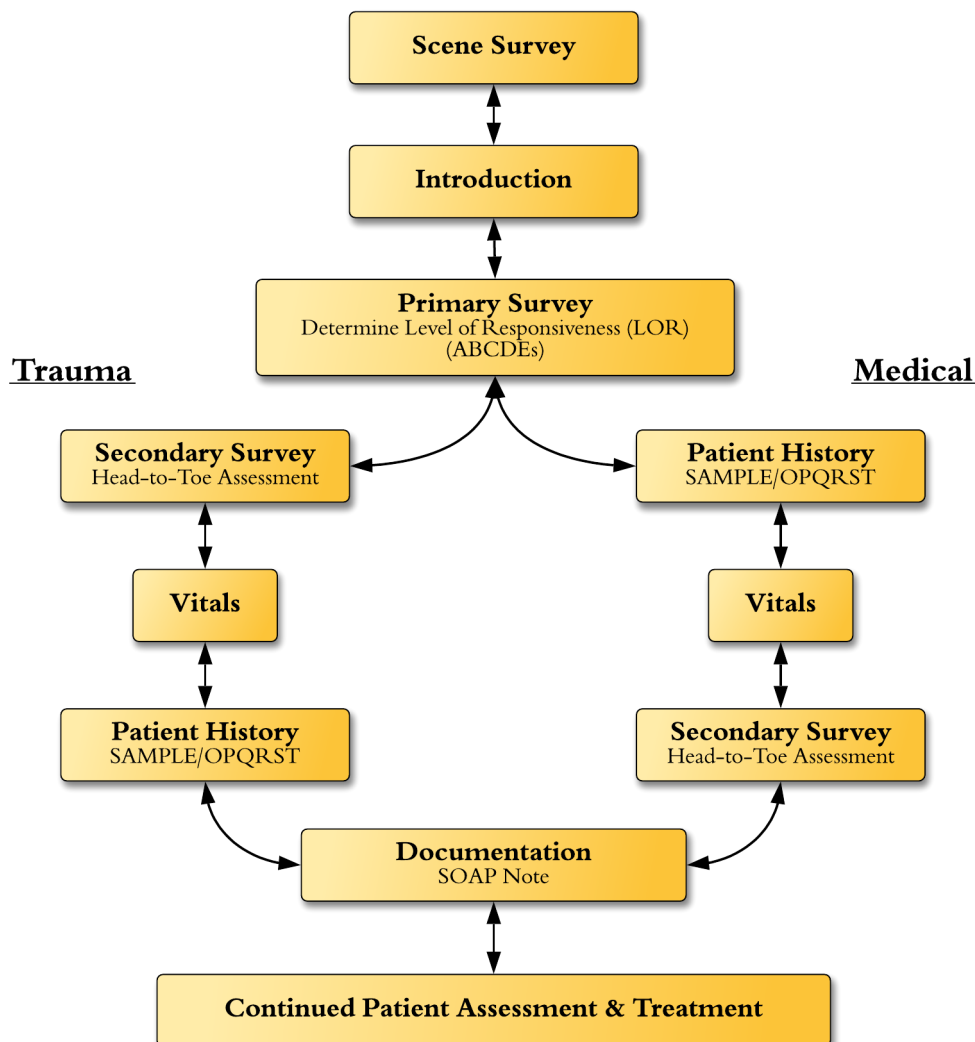 Scene Survey
Introduction
Primary Survey
Determine Level of Responsiveness (LOR)
(ABCDEs)
Trauma
Medical
Secondary Survey
Head-to-Toe Assessment
Patient History
SAMPLE/OPQRST
Vitals
Vitals
Patient History
SAMPLE/OPQRST
Secondary Survey
Head-to-Toe Assessment
Documentation
SOAP Note
Continued Patient Assessment & Treatment